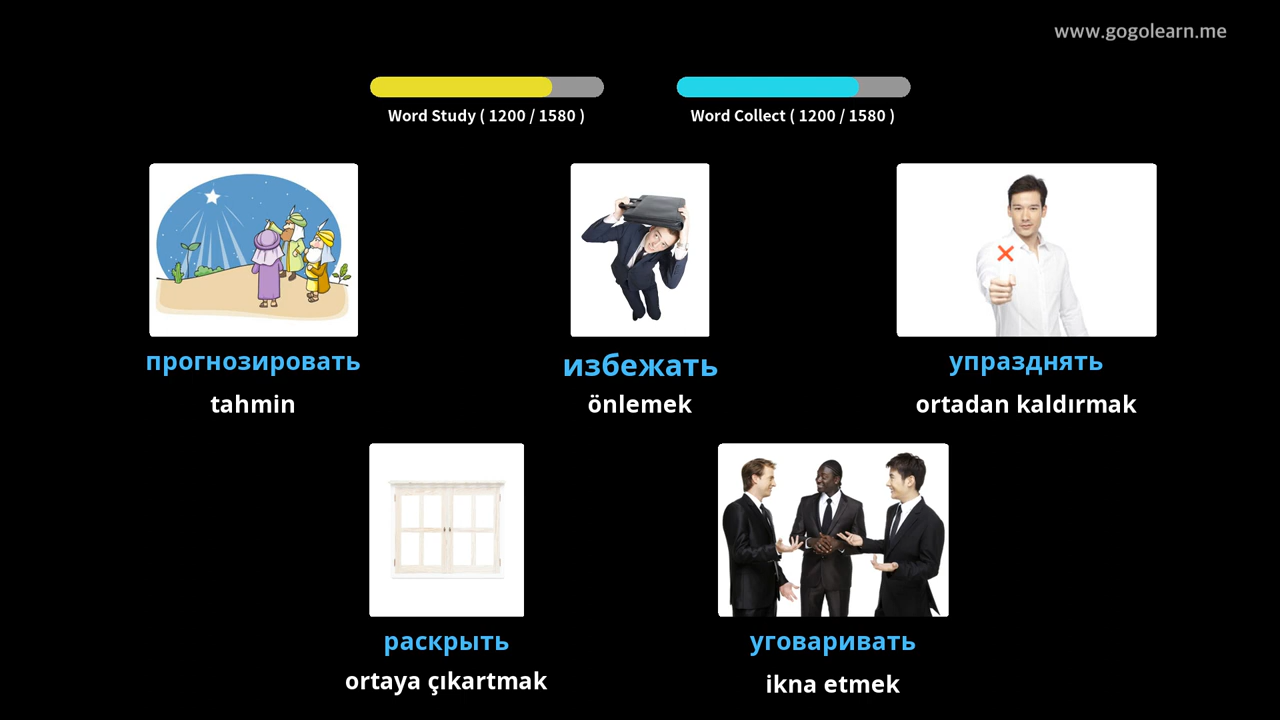 www.gogolearn.me
Word Study ( 1200 / 1580 )
Word Collect ( 1200 / 1580 )
прогнозировать
tahmin
избежать
önlemek
упразднять
ortadan kaldırmak
раскрыть
ortaya çıkartmak
уговаривать
ikna etmek